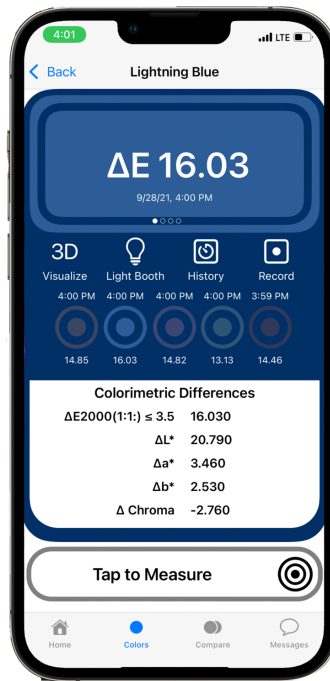 4:01
LTE
Back
Lightning Blue
ΔE 16.03
9/28/21, 4:00 PM
3D
Visualize Light Booth History Record
4:00 PM 4:00 PM 4:00 PM 4:00 PM 3:59 PM
14.85 16.03 14.82 13.13 14.46
Colorimetric Differences
ΔE2000(1:1:) ≤ 3.5 16.030
ΔL* 20.790
Δa* 3.460
Δb* 2.530
Δ Chroma -2.760
Tap to Measure
Home Colors Compare Messages